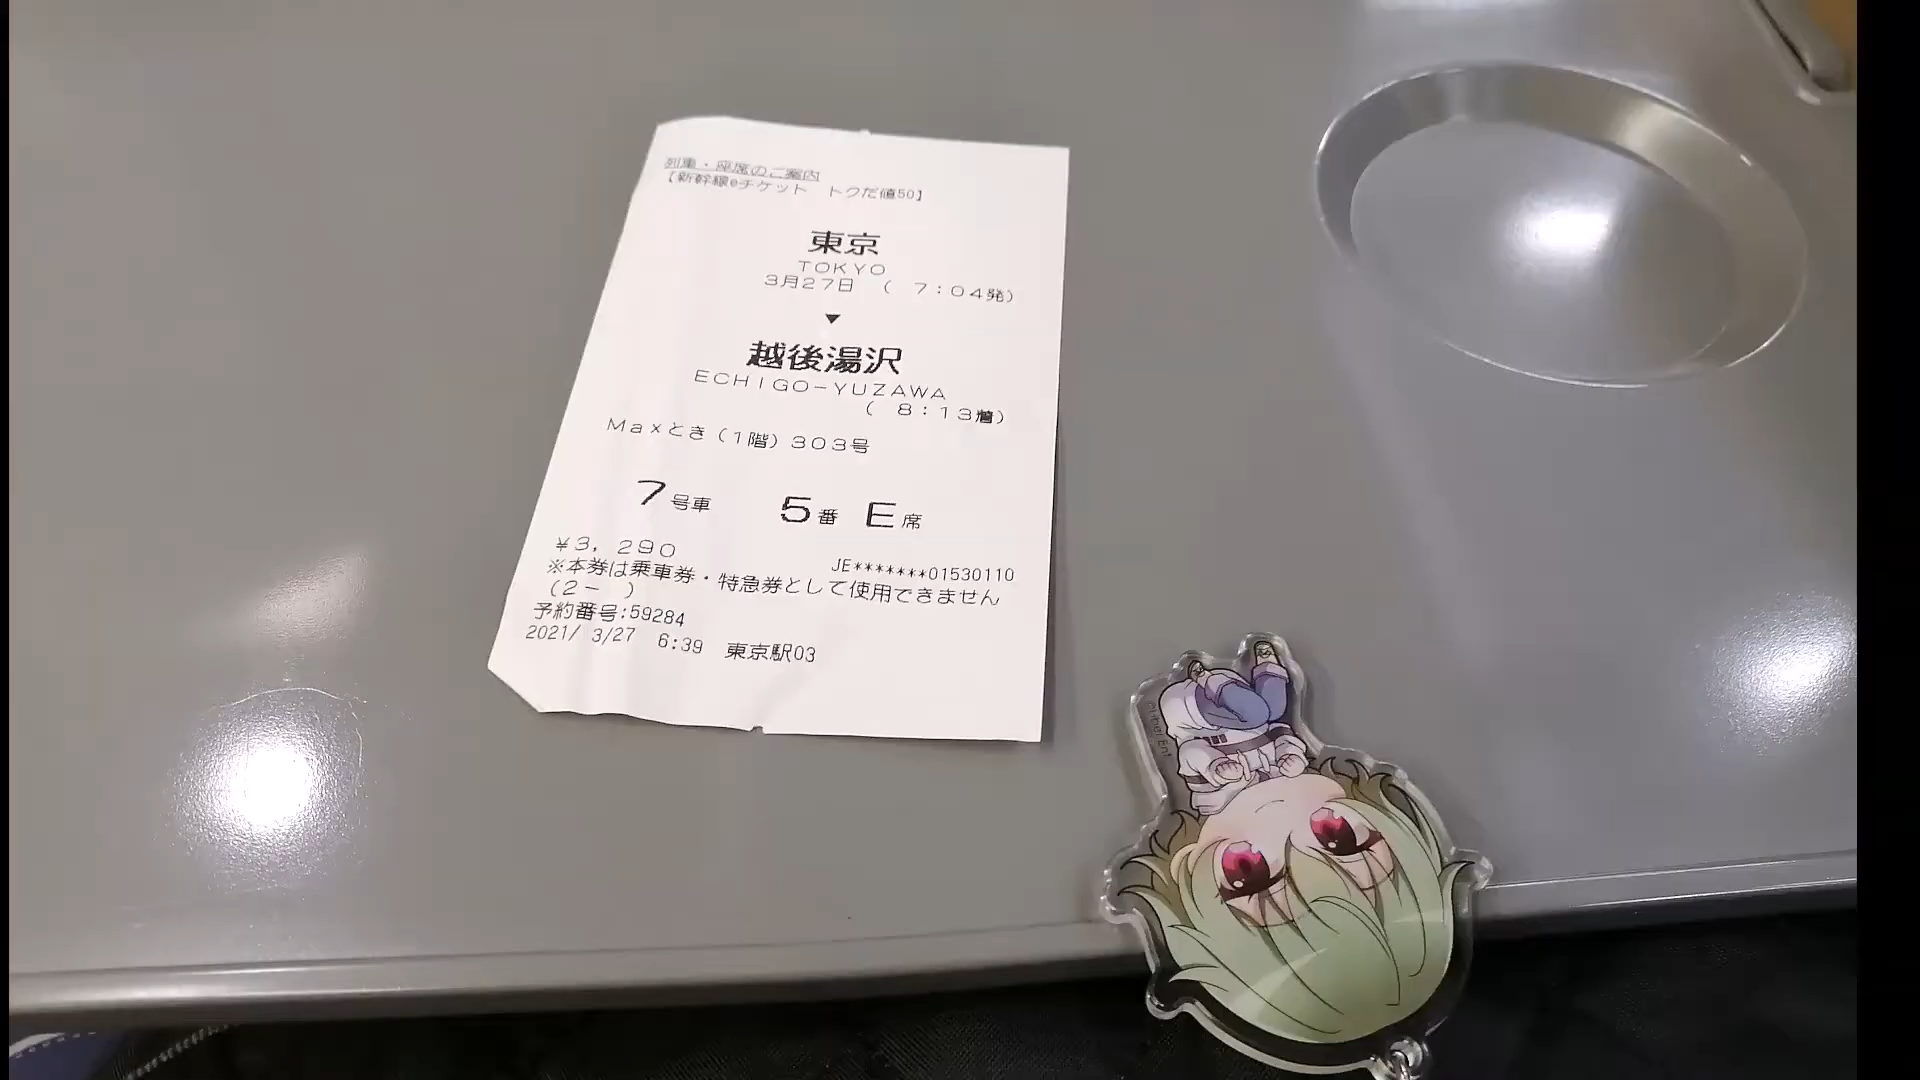 列車・座席のご案内
【新幹線eチケット トクだ値50】
東京
TOKYO
3月27日 ( 7:04発)
▼
越後湯沢
ECHIGO-YUZAWA
( 8:13着)
Maxとき(1階)303号
7号車 5番 E席
¥3,290
JE*******01530110
※本券は乗車券・特急券として使用できません
(2- )
予約番号:59284
2021/ 3/27 6:39 東京駅03